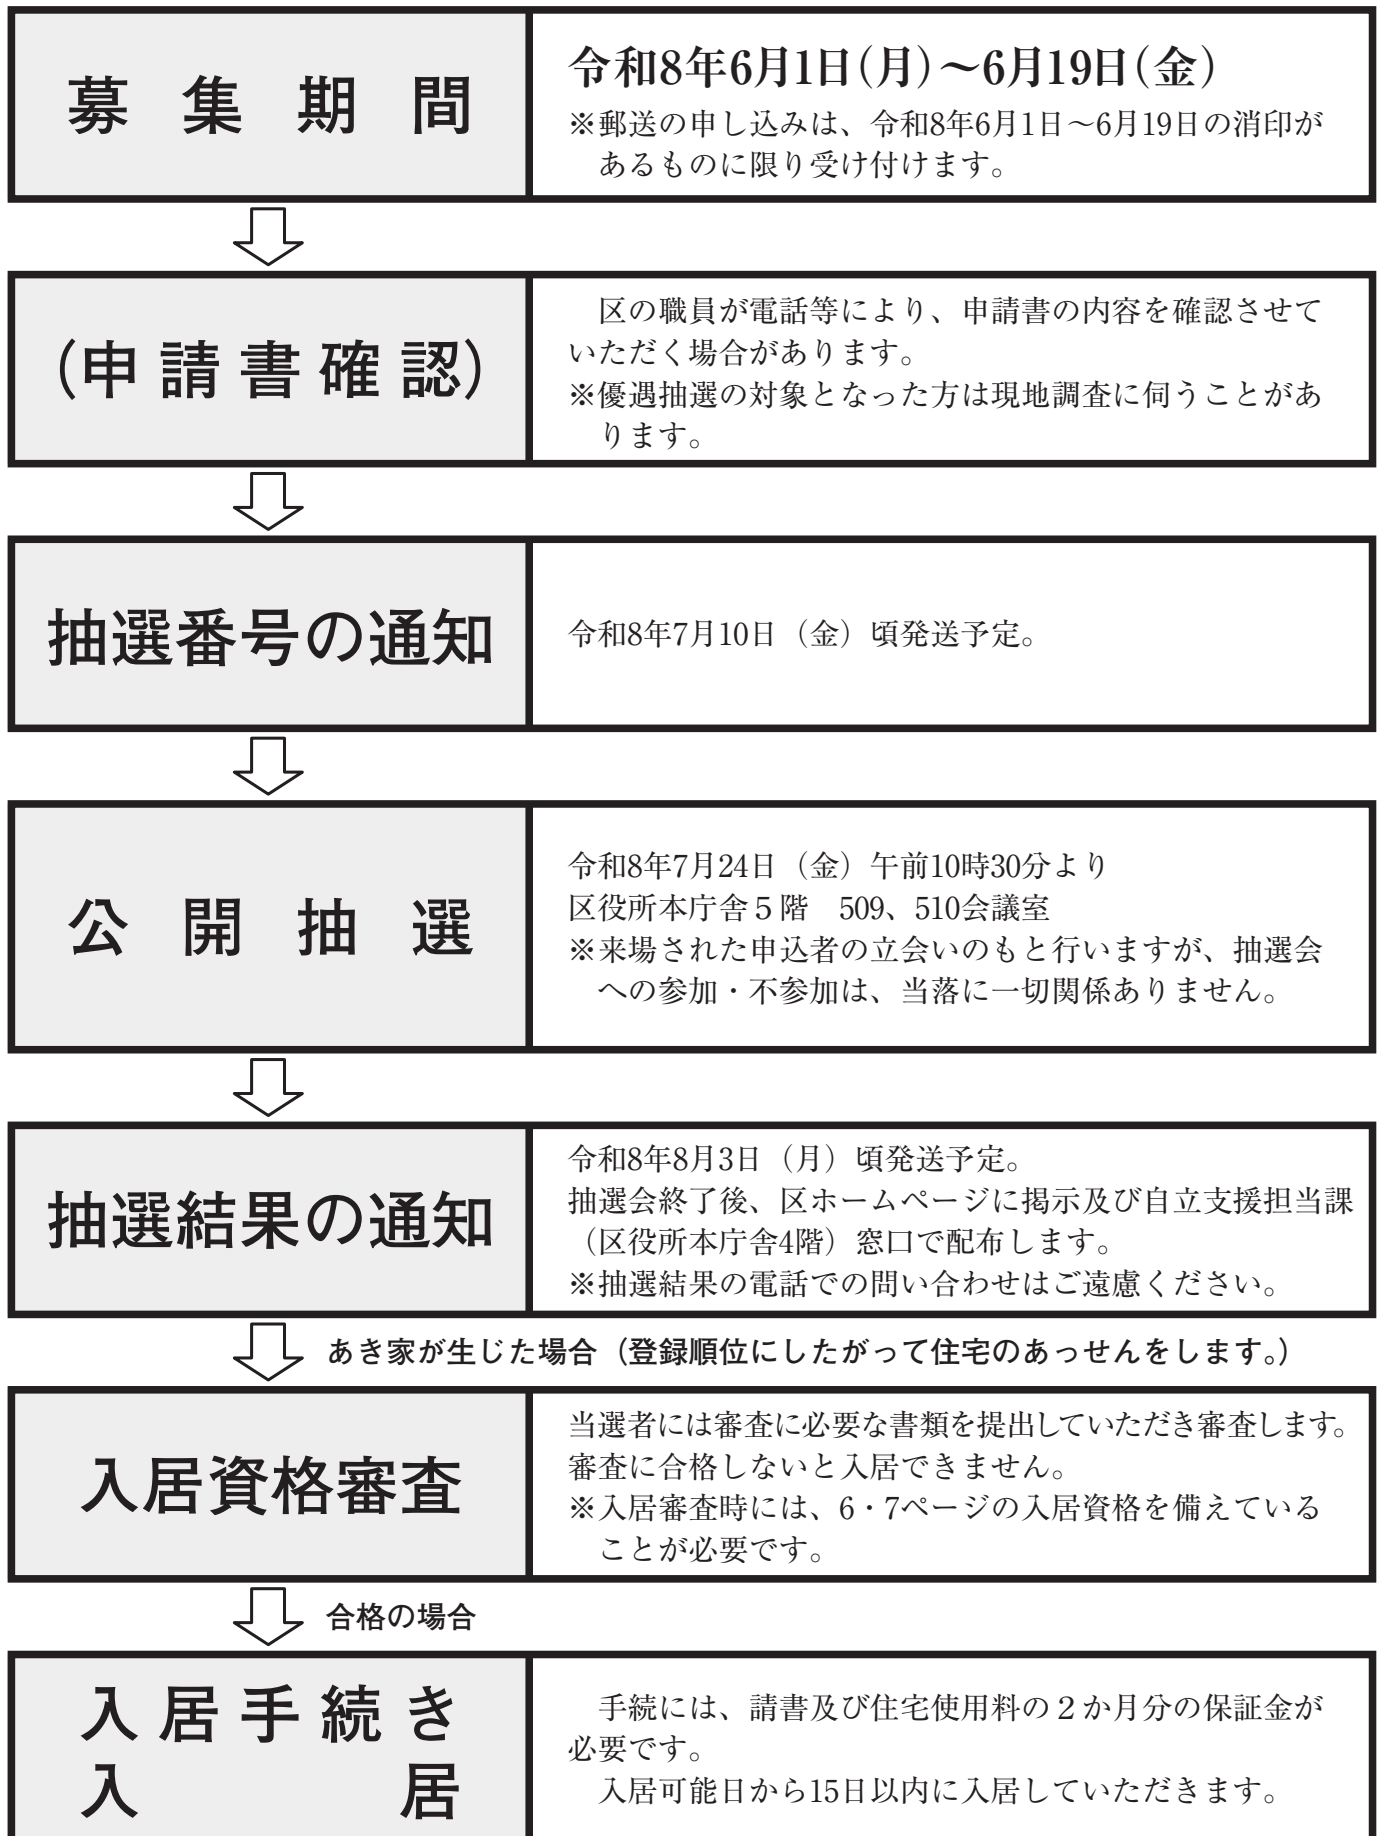 募集期間
令和8年6月1日(月)～6月19日(金)
※郵送の申し込みは、令和8年6月1日～6月19日の消印が
あるものに限り受け付けます。
(申請書確認)
区の職員が電話等により、申請書の内容を確認させて
いただく場合があります。
※優遇抽選の対象となった方は現地調査に伺うことがあ
ります。
抽選番号の通知
令和8年7月10日（金）頃発送予定。
公開抽選
令和8年7月24日（金）午前10時30分より
区役所本庁舎５階　509、510会議室
※来場された申込者の立会いのもと行いますが、抽選会
への参加・不参加は、当落に一切関係ありません。
抽選結果の通知
令和8年8月3日（月）頃発送予定。
抽選会終了後、区ホームページに掲示及び自立支援担当課
（区役所本庁舎4階）窓口で配布します。
※抽選結果の電話での問い合わせはご遠慮ください。
あき家が生じた場合（登録順位にしたがって住宅のあっせんをします。）
入居資格審査
当選者には審査に必要な書類を提出していただき審査します。
審査に合格しないと入居できません。
※入居審査時には、6・7ページの入居資格を備えている
ことが必要です。
合格の場合
入居手続き
入居
手続には、請書及び住宅使用料の２か月分の保証金が
必要です。
入居可能日から15日以内に入居していただきます。